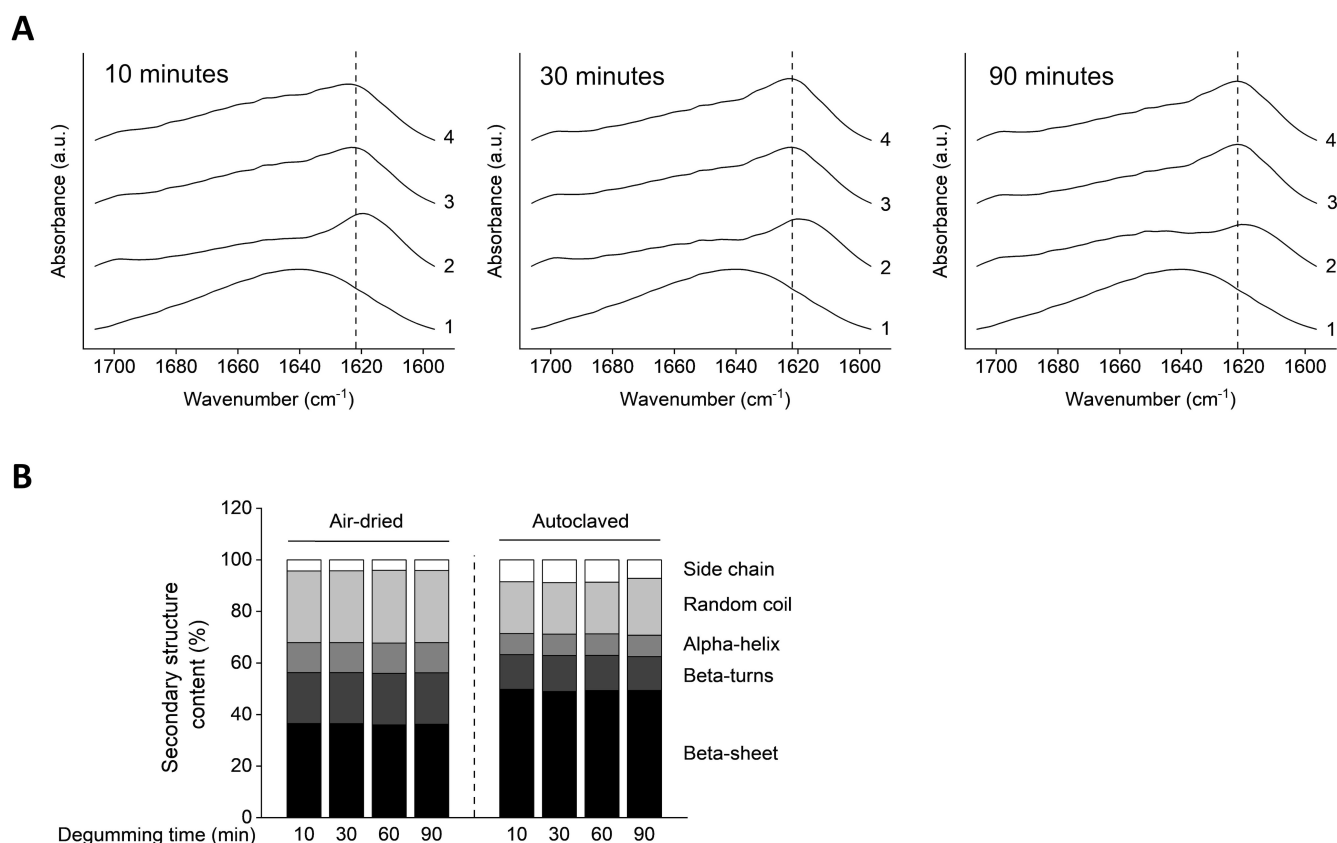 A
10 minutes
Absorbance (a.u.)
4
3
2
1
1700 1680 1660 1640 1620 1600
Wavenumber (cm⁻¹)
30 minutes
Absorbance (a.u.)
4
3
2
1
1700 1680 1660 1640 1620 1600
Wavenumber (cm⁻¹)
90 minutes
Absorbance (a.u.)
4
3
2
1
1700 1680 1660 1640 1620 1600
Wavenumber (cm⁻¹)
B
Secondary structure
content (%)
120
100
80
60
40
20
0
Air-dried
Autoclaved
Side chain
Random coil
Alpha-helix
Beta-turns
Beta-sheet
Degumming time (min) 10 30 60 90 10 30 60 90